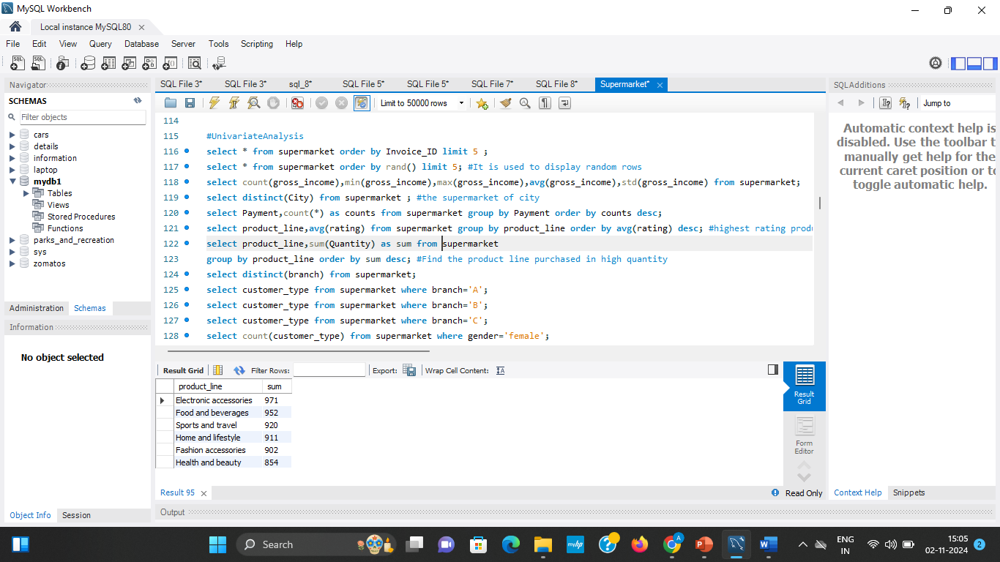 MySQL Workbench
Local instance MySQL80
File Edit View Query Database Server Tools Scripting Help
Navigator
SCHEMAS
Filter objects
cars
details
information
laptop
mydb1
Tables
Views
Stored Procedures
Functions
parks_and_recreation
sys
zomatos
Administration Schemas
Information
No object selected
Object Info Session
SQL File 3* SQL File 3* sql_8* SQL File 5* SQL File 5* SQL File 7* SQL File 8* Supermarket*
Limit to 50000 rows
114
115 #UnivariateAnalysis
116 select * from supermarket order by Invoice_ID limit 5 ;
117 select * from supermarket order by rand() limit 5; #It is used to display random rows
118 select count(gross_income),min(gross_income),max(gross_income),avg(gross_income),std(gross_income) from supermarket;
119 select distinct(City) from supermarket ; #the supermarket of city
120 select Payment,count(*) as counts from supermarket group by Payment order by counts desc;
121 select product_line,avg(rating) from supermarket group by product_line order by avg(rating) desc; #highest rating produ
122 select product_line,sum(Quantity) as sum from supermarket
123 group by product_line order by sum desc; #Find the product line purchased in high quantity
124 select distinct(branch) from supermarket;
125 select customer_type from supermarket where branch='A';
126 select customer_type from supermarket where branch='B';
127 select customer_type from supermarket where branch='C';
128 select count(customer_type) from supermarket where gender='female';
Result Grid Filter Rows: Export: Wrap Cell Content:
product_line sum
Electronic accessories 971
Food and beverages 952
Sports and travel 920
Home and lifestyle 911
Fashion accessories 902
Health and beauty 854
Result
Grid
Form
Editor
Result 95
Read Only
Output
SQLAdditions
Jump to
Automatic context help is
disabled. Use the toolbar t
manually get help for the
current caret position or to
toggle automatic help.
Context Help Snippets
Search
myhp
A
ENG
IN
15:05
02-11-2024
2